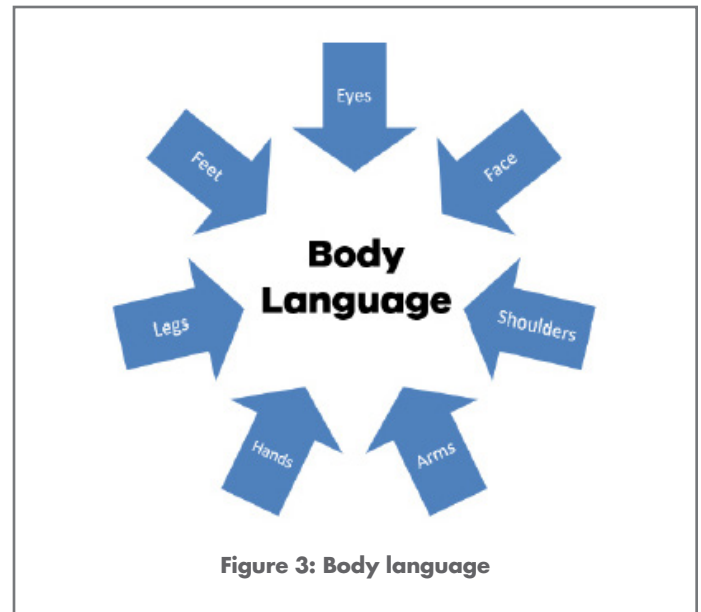 Eyes
Face
Shoulders
Arms
Hands
Legs
Feet
Body
Language
Figure 3: Body language